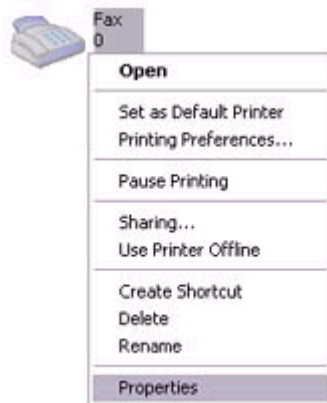 Fax
0
Open
Set as Default Printer
Printing Preferences...
Pause Printing
Sharing...
Use Printer Offline
Create Shortcut
Delete
Rename
Properties